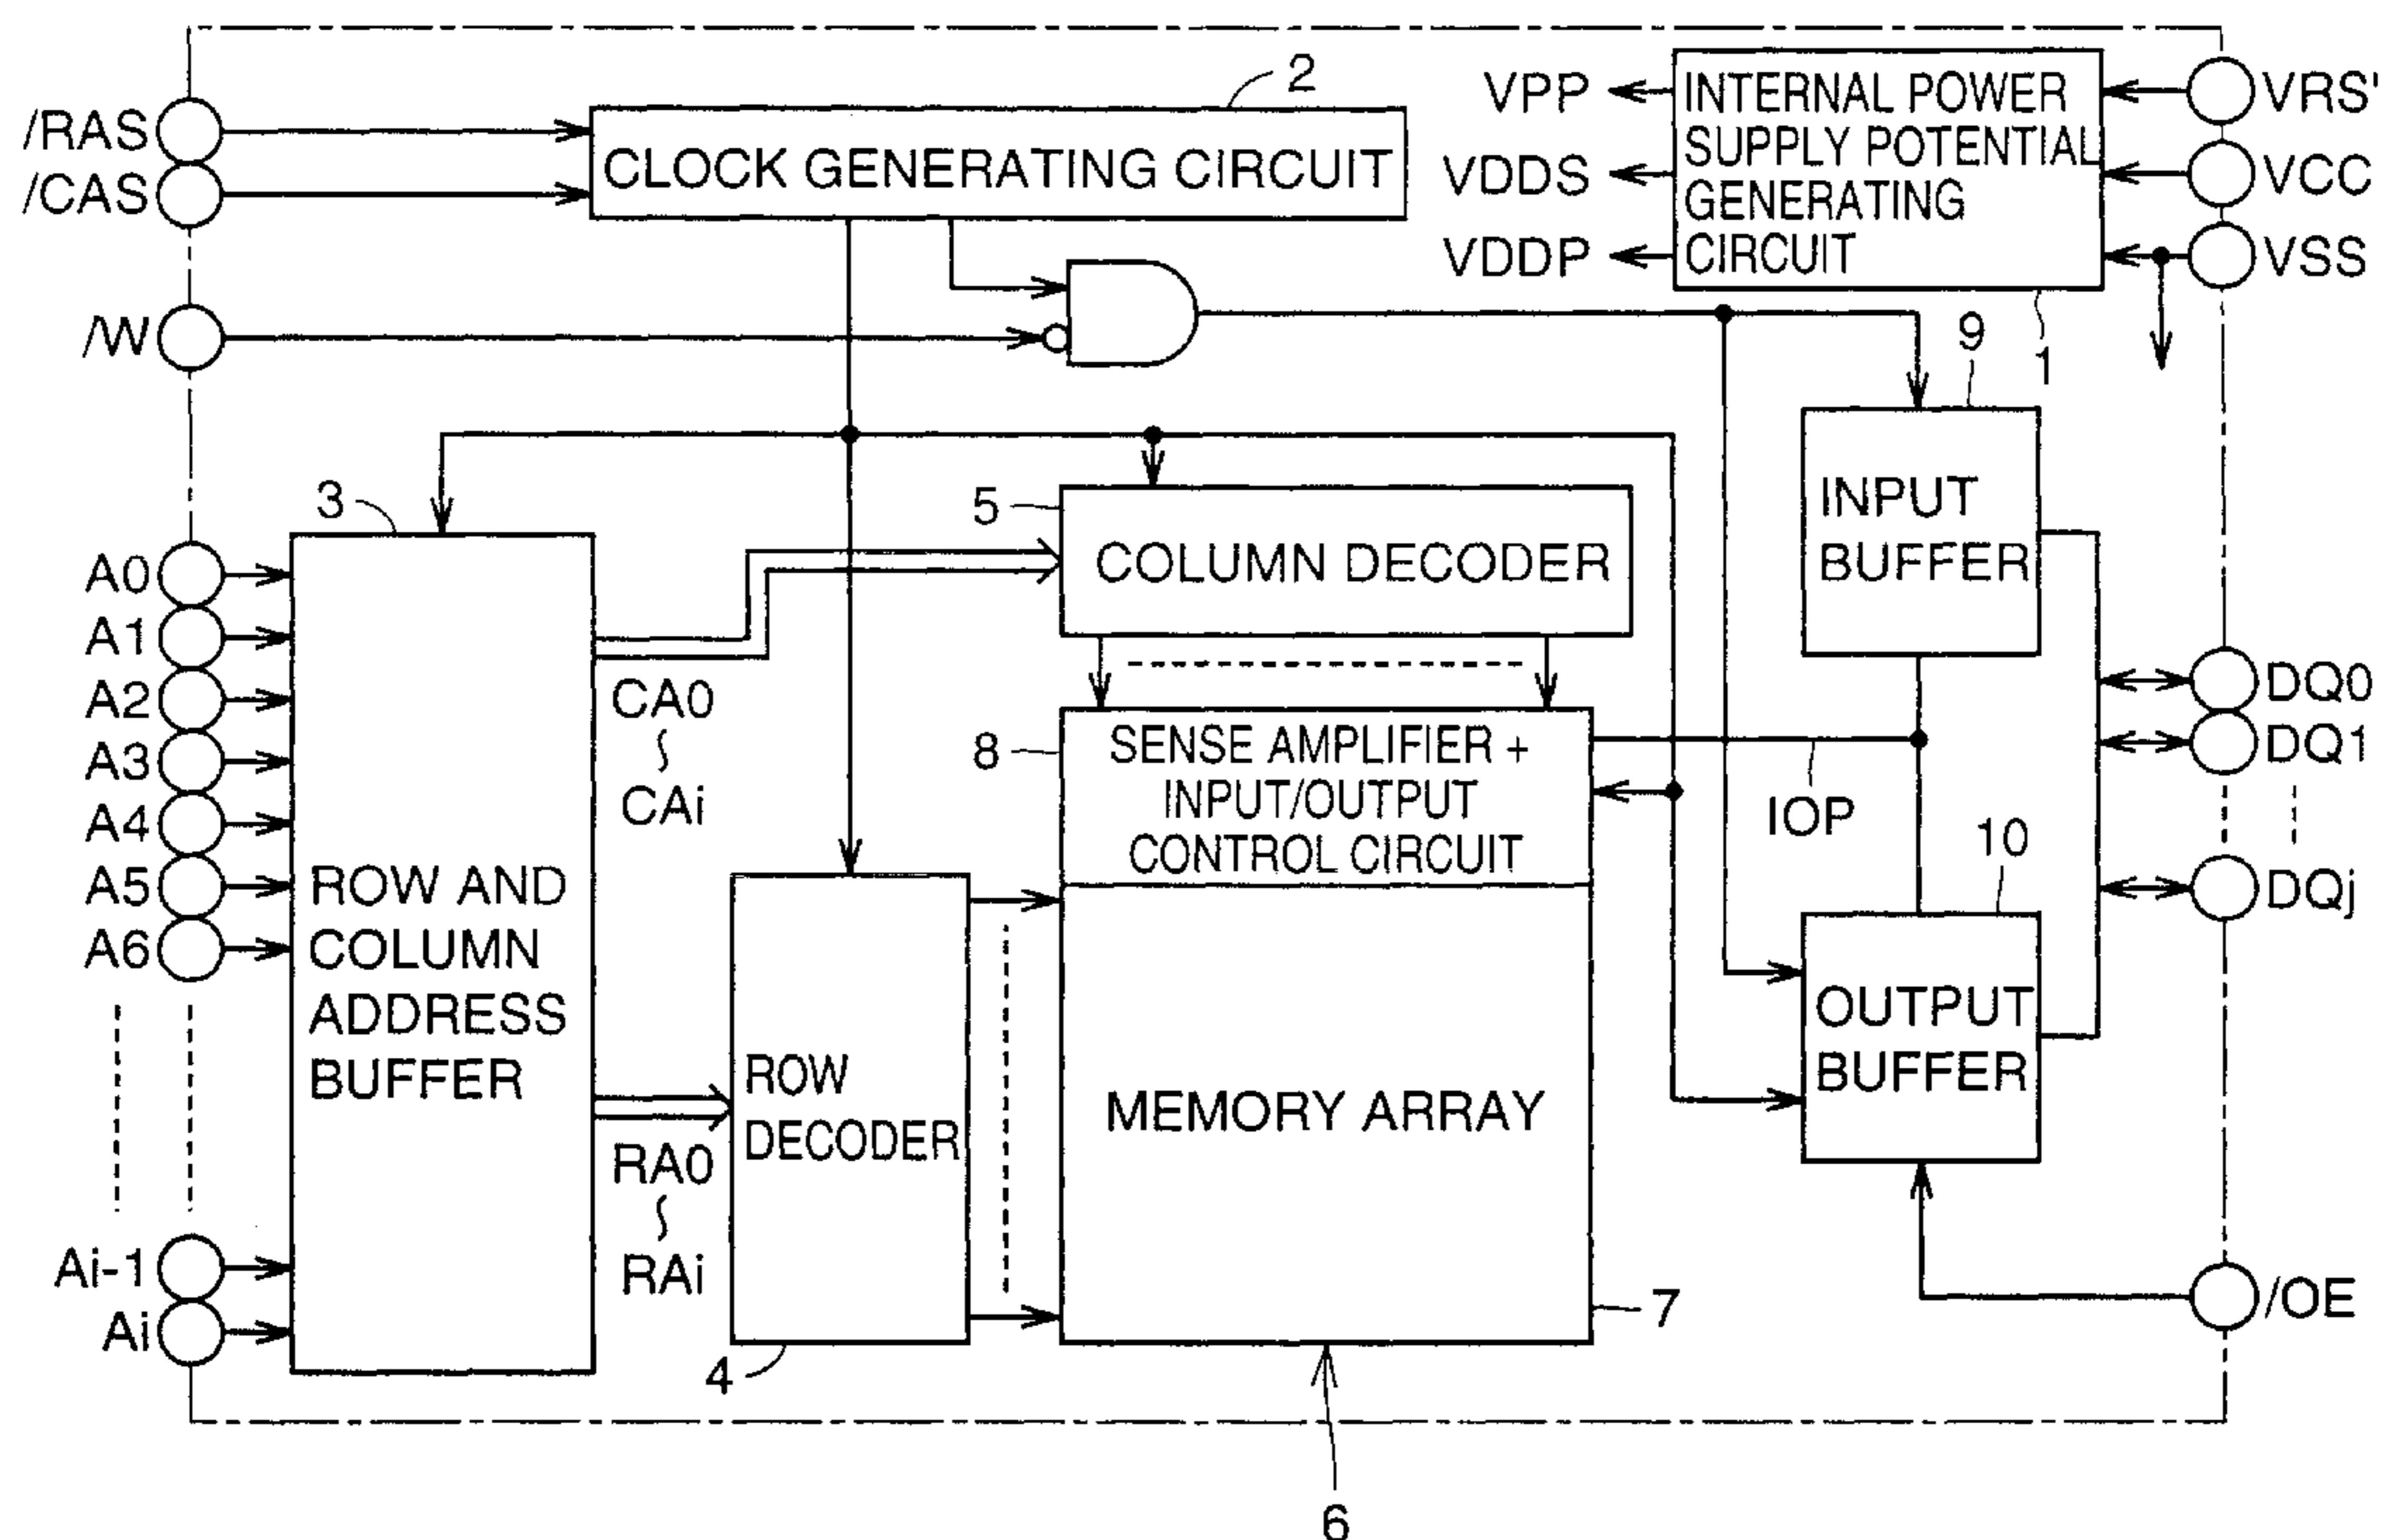 /RAS
/CAS
/W
2
CLOCK GENERATING CIRCUIT
VPP
VDDS
VDDP
INTERNAL POWER
SUPPLY POTENTIAL
GENERATING
CIRCUIT
VRS'
VCC
VSS
1
9
INPUT
BUFFER
3
A0
A1
A2
A3
A4
A5
A6
Ai-1
Ai
ROW AND
COLUMN
ADDRESS
BUFFER
CA0
CAi
RA0
RAi
5
COLUMN DECODER
8
SENSE AMPLIFIER +
INPUT/OUTPUT
CONTROL CIRCUIT
IOP
ROW
DECODER
4
MEMORY ARRAY
7
6
10
OUTPUT
BUFFER
DQ0
DQ1
DQj
/OE